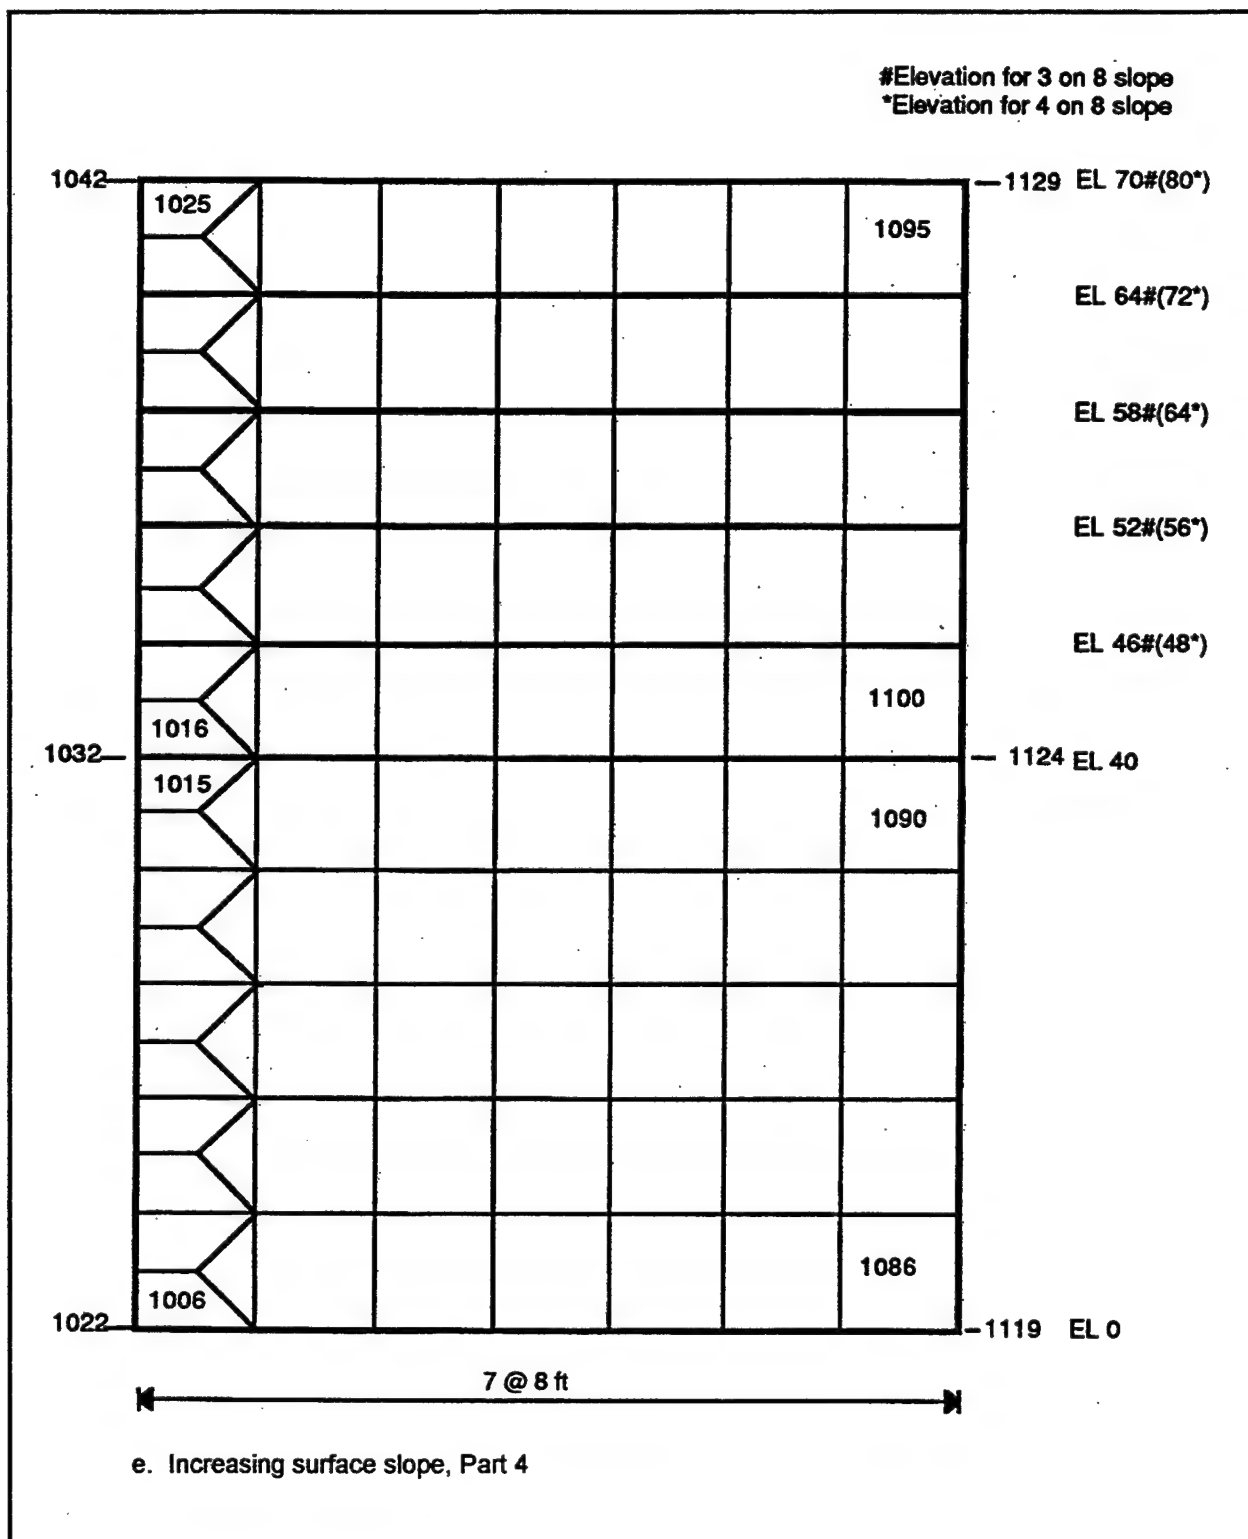 #Elevation for 3 on 8 slope
*Elevation for 4 on 8 slope
1042 1025 1129 EL 70#(80*)
1095
EL 64#(72*)
EL 58#(64*)
EL 52#(56*)
EL 46#(48*)
1100
1016
1032 1124 EL 40
1015
1090
1086
1006
1022 1119 EL 0
7 @ 8 ft
e. Increasing surface slope, Part 4